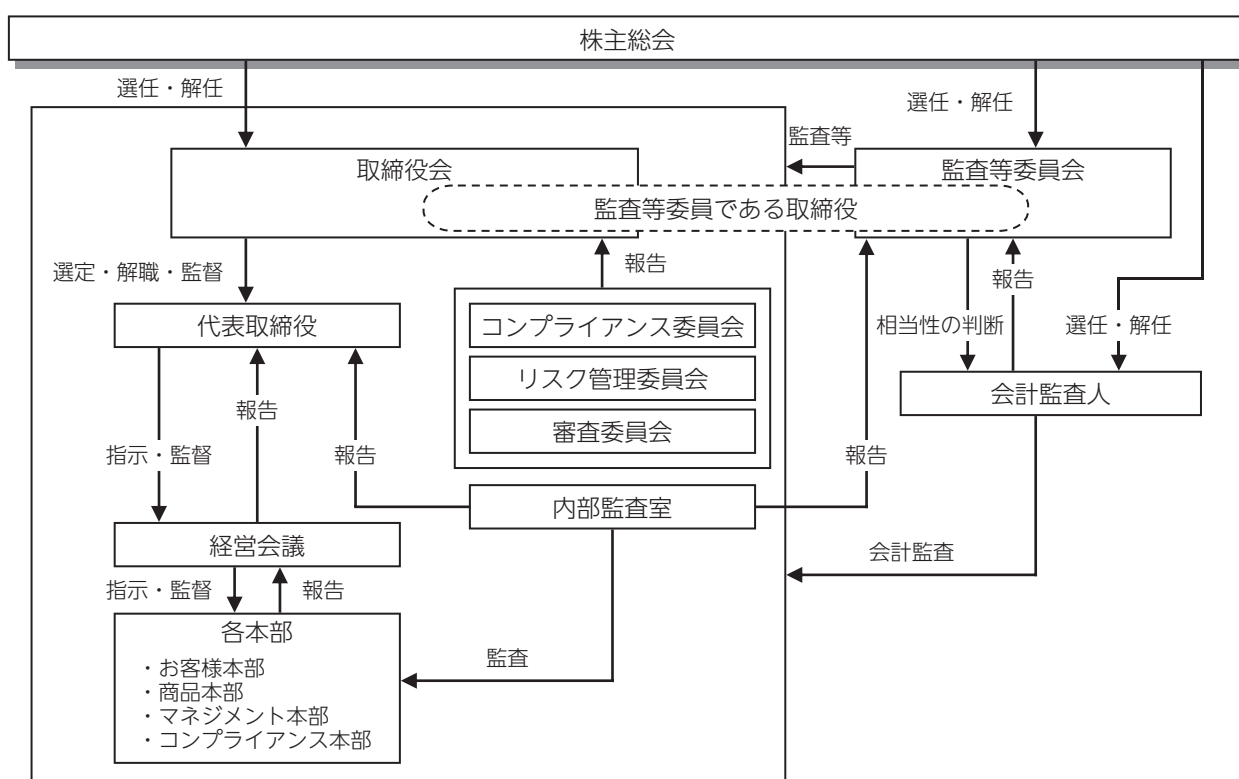 株主総会
選任・解任
選任・解任
監査等
取締役会
監査等委員会
監査等委員である取締役
選定・解職・監督
報告
報告
代表取締役
コンプライアンス委員会
相当性の判断
選任・解任
リスク管理委員会
会計監査人
報告
審査委員会
指示・監督
報告
報告
内部監査室
経営会議
会計監査
指示・監督
報告
各本部
・お客様本部
・商品本部
・マネジメント本部
・コンプライアンス本部
監査